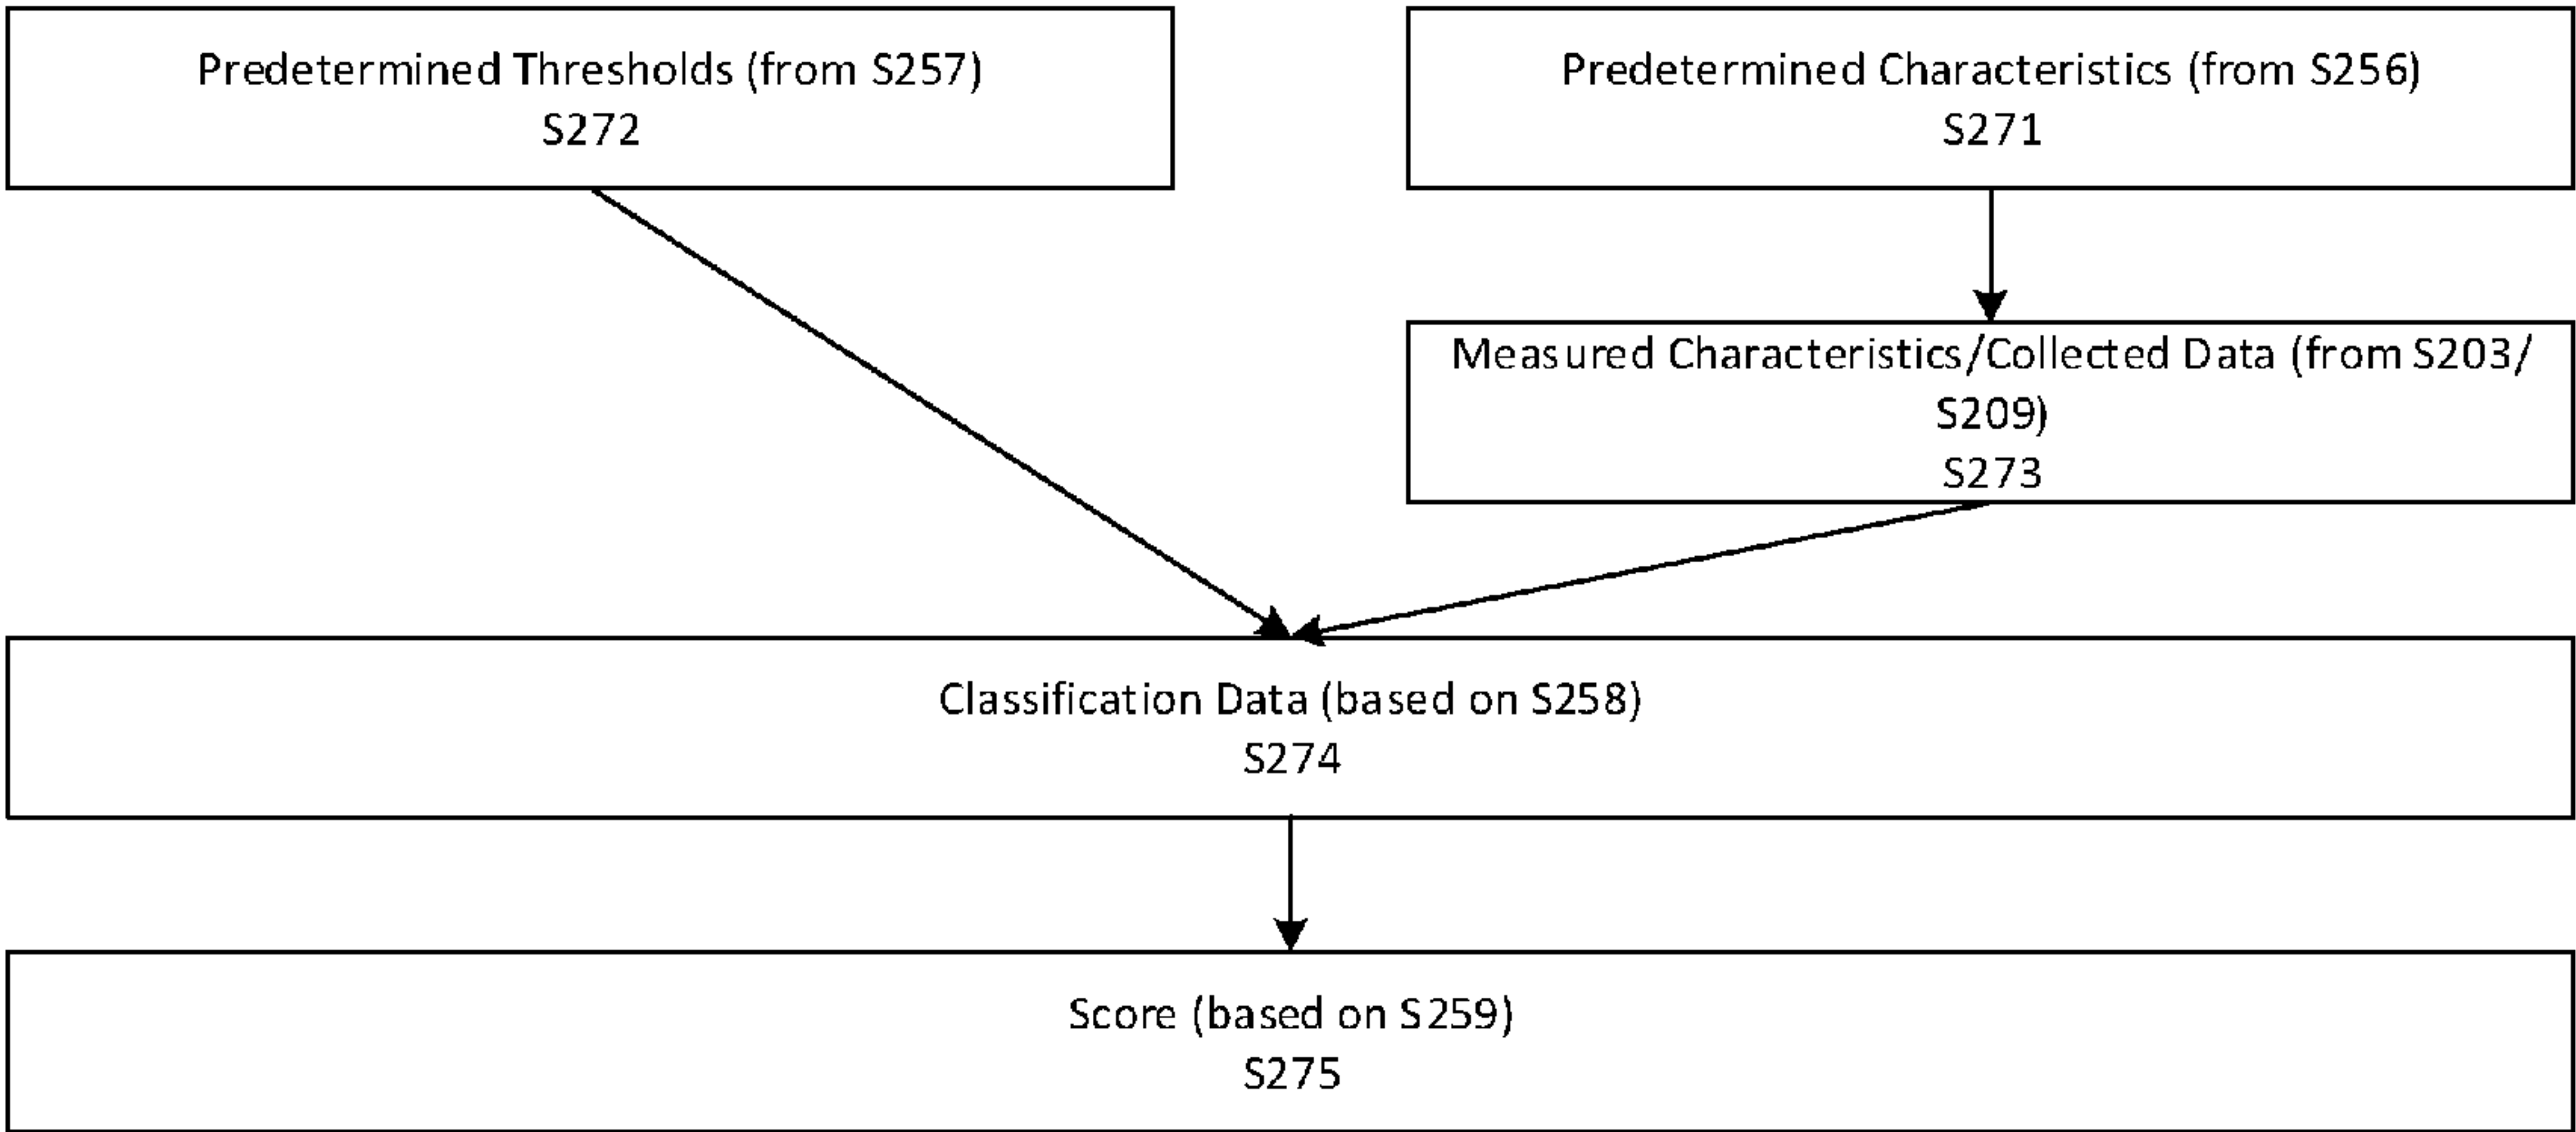 Predetermined Thresholds (from S257)
S272
Predetermined Characteristics (from S256)
S271
Measured Characteristics/Collected Data (from S203/
S209)
S273
Classification Data (based on S258)
S274
Score (based on S259)
S275